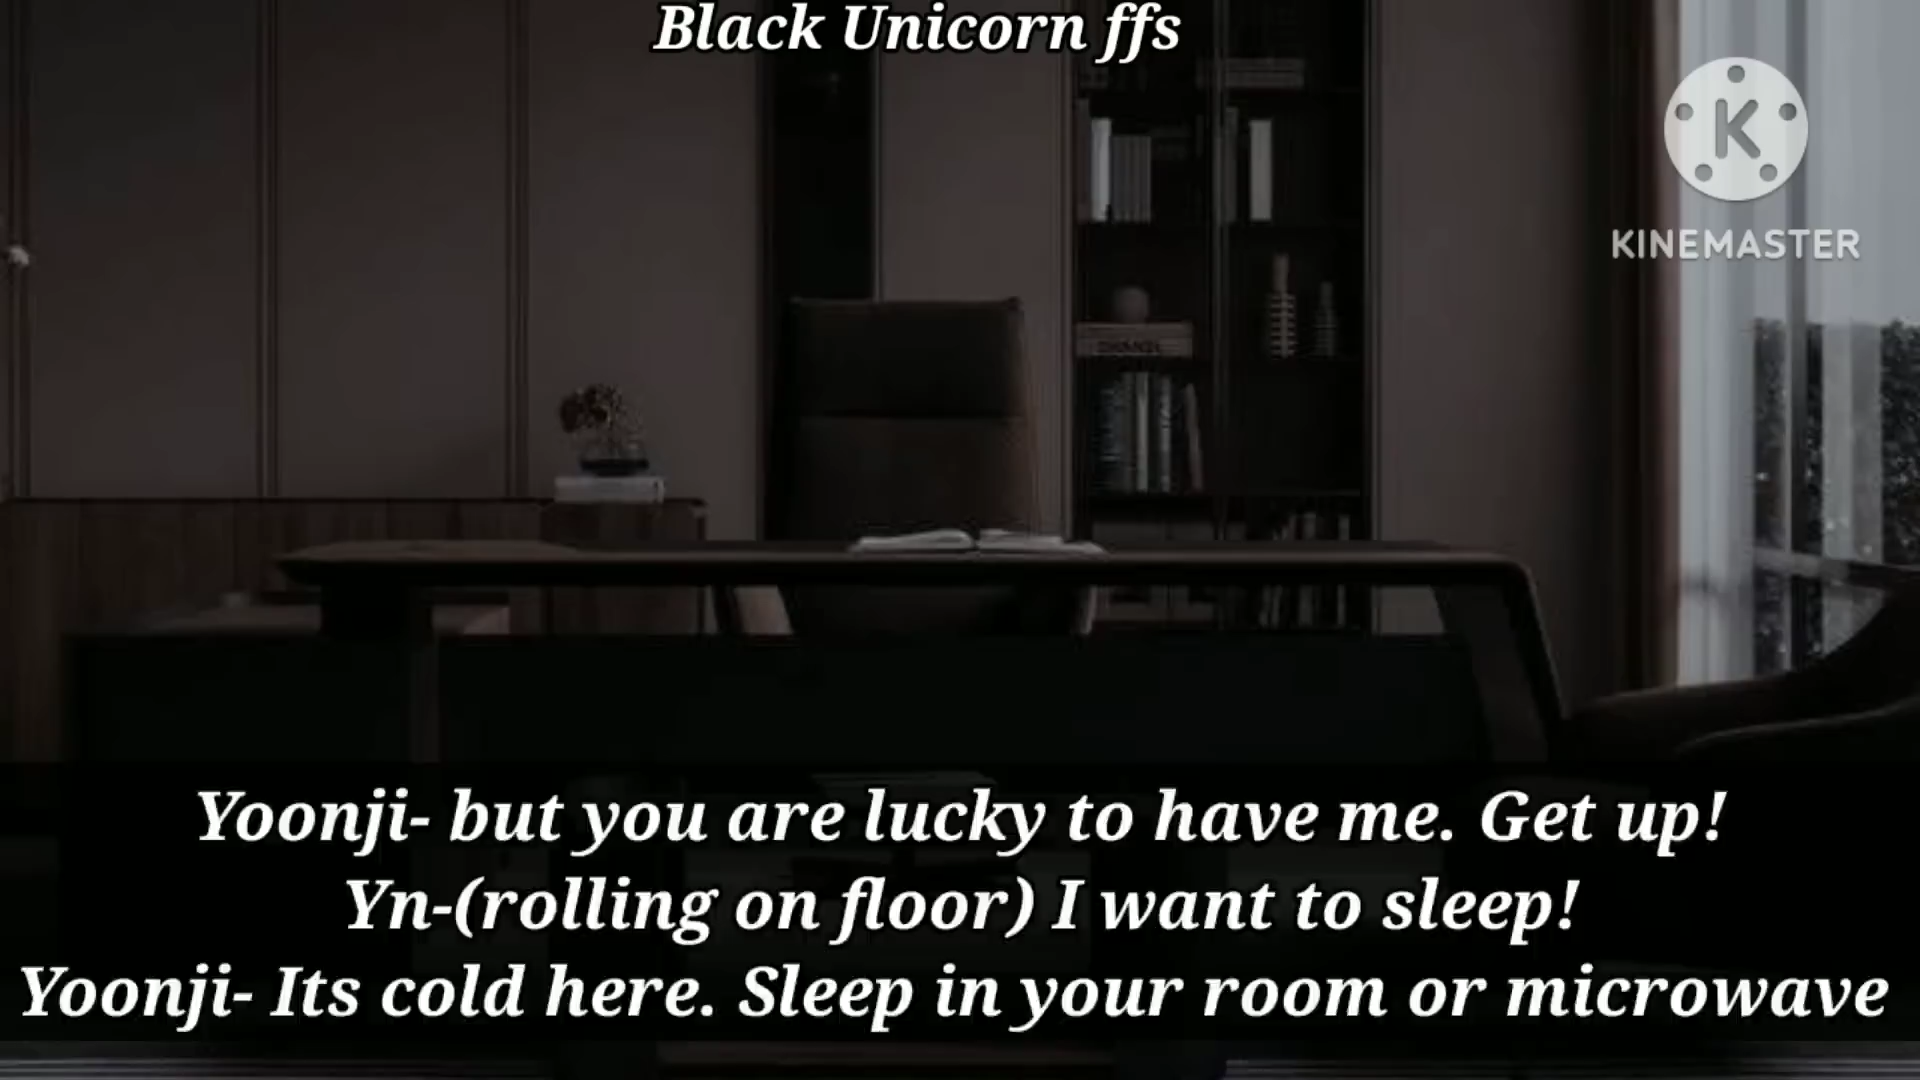 Black Unicorn ffs
K
KINEMASTER
Yoonji- but you are lucky to have me. Get up!
Yn-(rolling on floor) I want to sleep!
Yoonji- Its cold here. Sleep in your room or microwave